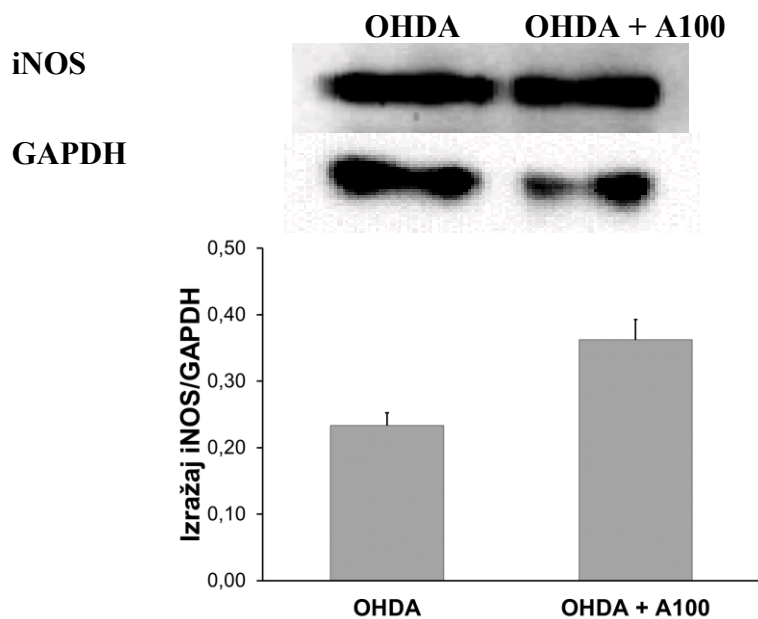 OHDA OHDA + A100
iNOS
GAPDH
0,50
0,40
0,30
0,20
0,10
0,00
Izražaj iNOS/GAPDH
OHDA OHDA + A100